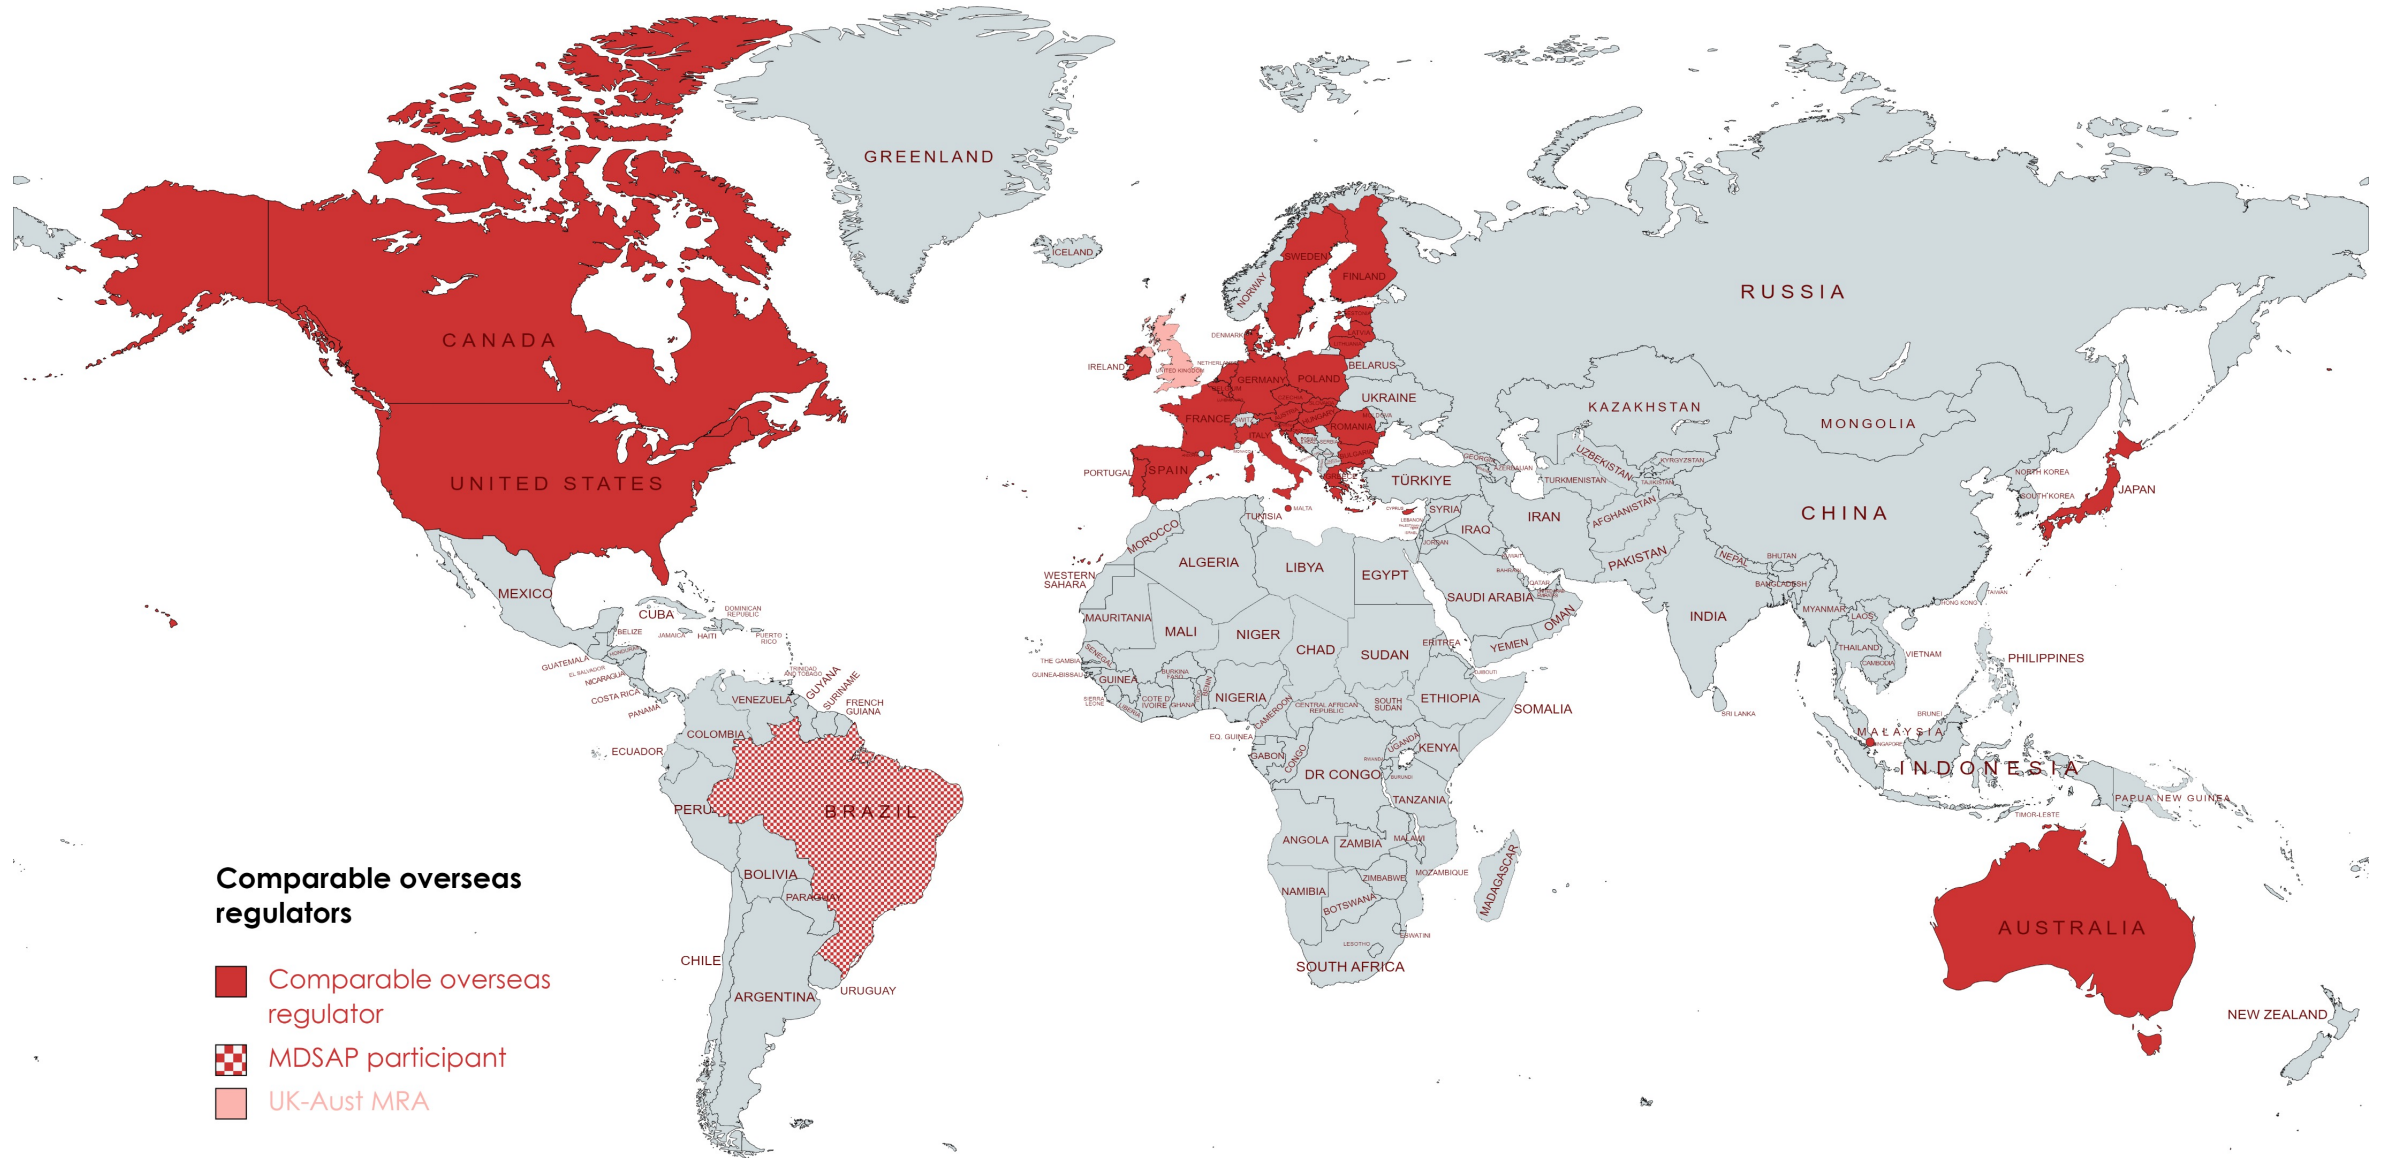 GREENLAND
ICELAND
RUSSIA
CANADA
UNITED STATES
MEXICO
CUBA
DOMINICAN
REPUBLIC
BELIZE
JAMAICA
HAITI
PUERTO
RICO
HONDURAS
GUATEMALA
EL SALVADOR
NICARAGUA
COSTA RICA
PANAMA
TRINIDAD
AND TOBAGO
VENEZUELA
GUYANA
SURINAME
FRENCH
GUIANA
COLOMBIA
ECUADOR
PERU
BRAZIL
BOLIVIA
PARAGUAY
CHILE
ARGENTINA
URUGUAY
NORWAY
SWEDEN
FINLAND
ESTONIA
LATVIA
LITHUANIA
DENMARK
IRELAND
UNITED KINGDOM
BELGIUM
GERMANY
POLAND
BELARUS
UKRAINE
FRANCE
AUSTRIA
HUNGARY
MOLDOVA
ROMANIA
ITALY
BULGARIA
PORTUGAL
SPAIN
GREECE
MALTA
CYPRUS
TÜRKIYE
AZERBAIJAN
KAZAKHSTAN
UZBEKISTAN
TURKMENISTAN
KYRGYZSTAN
TAJIKISTAN
MONGOLIA
CHINA
NORTH KOREA
SOUTH KOREA
JAPAN
SYRIA
LEBANON
IRAQ
IRAN
JORDAN
KUWAIT
BAHRAIN
QATAR
SAUDI ARABIA
OMAN
YEMEN
AFGHANISTAN
PAKISTAN
NEPAL
BHUTAN
BANGLADESH
INDIA
SRI LANKA
MYANMAR
LAOS
THAILAND
CAMBODIA
VIETNAM
HONG KONG
TAIWAN
PHILIPPINES
BRUNEI
MALAYSIA
SINGAPORE
INDONESIA
TIMOR-LESTE
PAPUA NEW GUINEA
AUSTRALIA
NEW ZEALAND
MOROCCO
TUNISIA
ALGERIA
LIBYA
EGYPT
WESTERN
SAHARA
MAURITANIA
MALI
NIGER
CHAD
SUDAN
ERITREA
DJIBOUTI
SENEGAL
THE GAMBIA
GUINEA-BISSAU
GUINEA
SIERRA
LEONE
LIBERIA
COTE D'
IVOIRE
BURKINA
FASO
GHANA
BENIN
NIGERIA
CAMEROON
CENTRAL AFRICAN
REPUBLIC
SOUTH
SUDAN
ETHIOPIA
SOMALIA
EQ. GUINEA
GABON
CONGO
DR CONGO
UGANDA
KENYA
RWANDA
BURUNDI
TANZANIA
ANGOLA
ZAMBIA
MALAWI
MOZAMBIQUE
ZIMBABWE
NAMIBIA
BOTSWANA
MADAGASCAR
ESWATINI
LESOTHO
SOUTH AFRICA
Comparable overseas
regulators
Comparable overseas
regulator
MDSAP participant
UK-Aust MRA